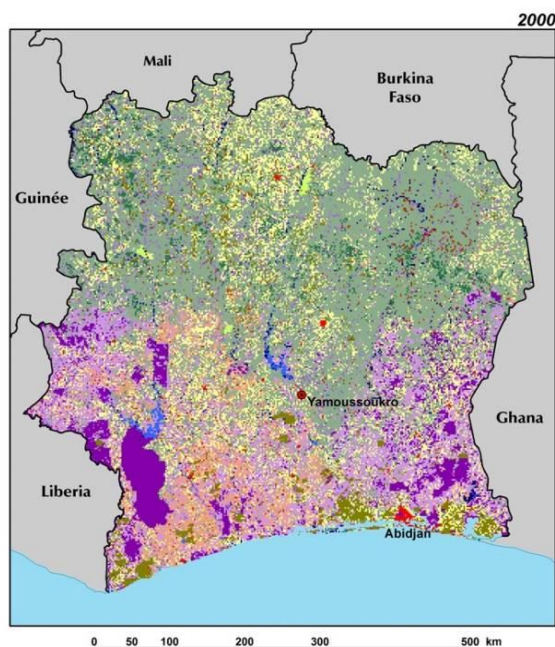 2000
Mali
Burkina
Faso
Guinée
Yamoussoukro
Ghana
Liberia
Abidjan
0 50 100 200 300 500 km